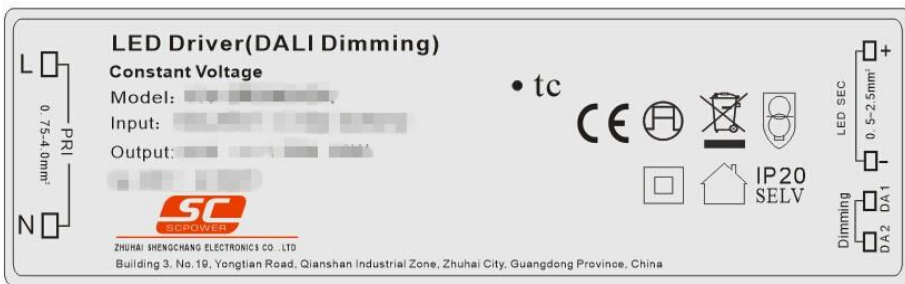 LED Driver(DALI Dimming)
Constant Voltage
Model:
Input:
Output:
• tc
L
N
PRI
0. 75-4.0mm²
CE
IP20
SELV
+
-
LED SEC
0. 5-2.5mm²
Dimming
DA1
DA2
SC
SCPOWER
ZHUHAI SHENGCHANG ELECTRONICS CO. .LTD
Building 3. No.19, Yongtian Road, Qianshan Industrial Zone, Zhuhai City, Guangdong Province, China